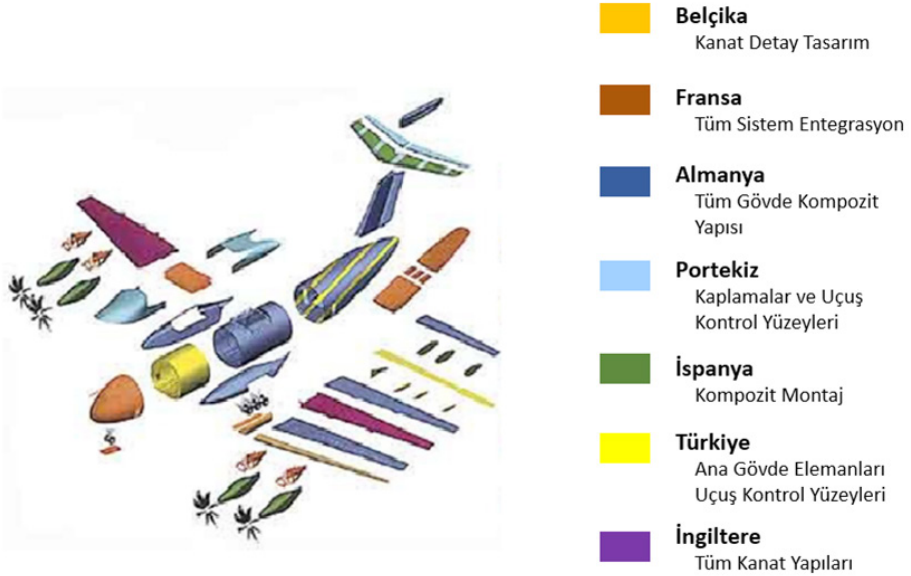 Belçika
Kanat Detay Tasarım
Fransa
Tüm Sistem Entegrasyon
Almanya
Tüm Gövde Kompozit
Yapısı
Portekiz
Kaplamalar ve Uçuş
Kontrol Yüzeyleri
İspanya
Kompozit Montaj
Türkiye
Ana Gövde Elemanları
Uçuş Kontrol Yüzeyleri
İngiltere
Tüm Kanat Yapıları